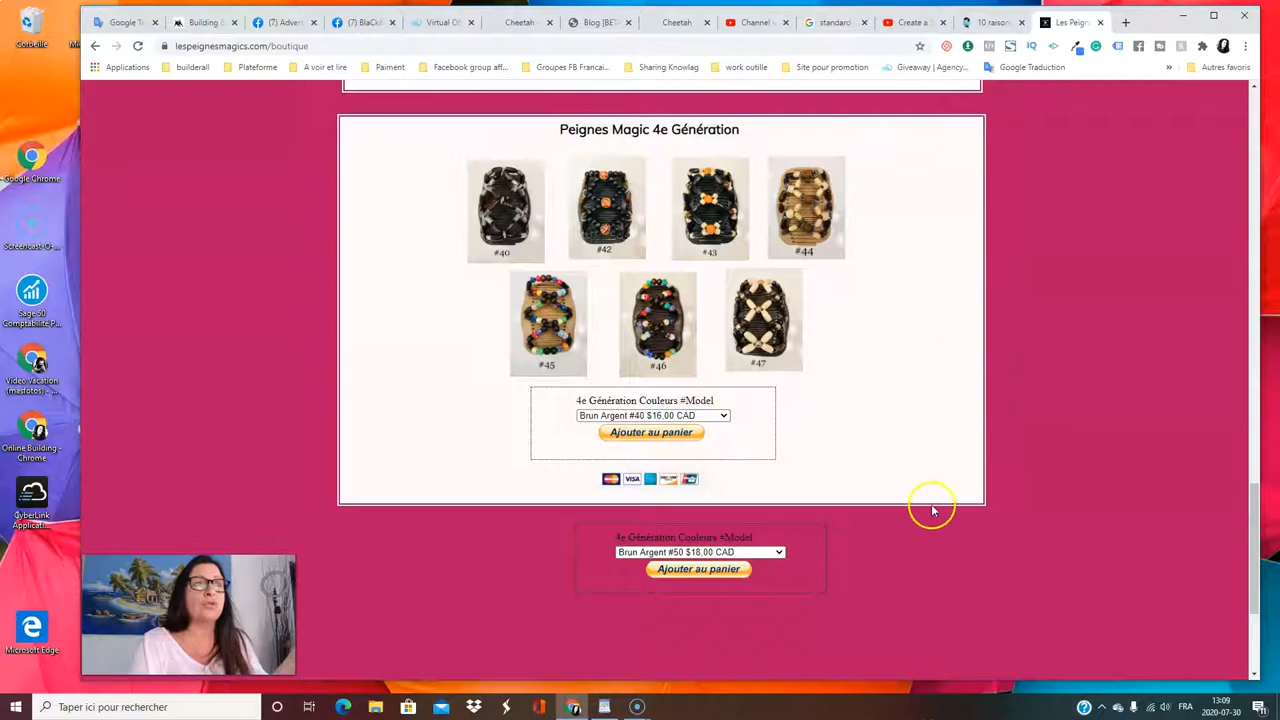 Corbeille
Google Tr
Building &
(7) Adverc
(7) BlaCkl
Virtual Of
Cheetah
Blog [BE
Cheetah
Channel v
standard
Create a S
10 raison
Les Peign
lespeignesmagics.com/boutique
Applications
builderall
Plateforme
A voir et lire
Paiment
Facebook group aff...
Groupes FB Francai...
Sharing Knowlag
work outille
Site pour promotion
Giveaway | Agency...
Google Traduction
»
Autres favoris
Peignes Magic 4e Génération
#40
#42
#43
#44
#45
#46
#47
4e Génération Couleurs #Model
Brun Argent #40 $16,00 CAD
Ajouter au panier
VISA
4e Génération Couleurs #Model
Brun Argent #50 $18,00 CAD
Ajouter au panier
Google Chrome
Screencast-O-...
Sage 50
Comptabilité P...
Video Vacation
(masfotos) -...
Online Building -
Chrome
CyberLink
Applicati...
Microsoft Edge
Taper ici pour rechercher
FRA
13:09
2020-07-30